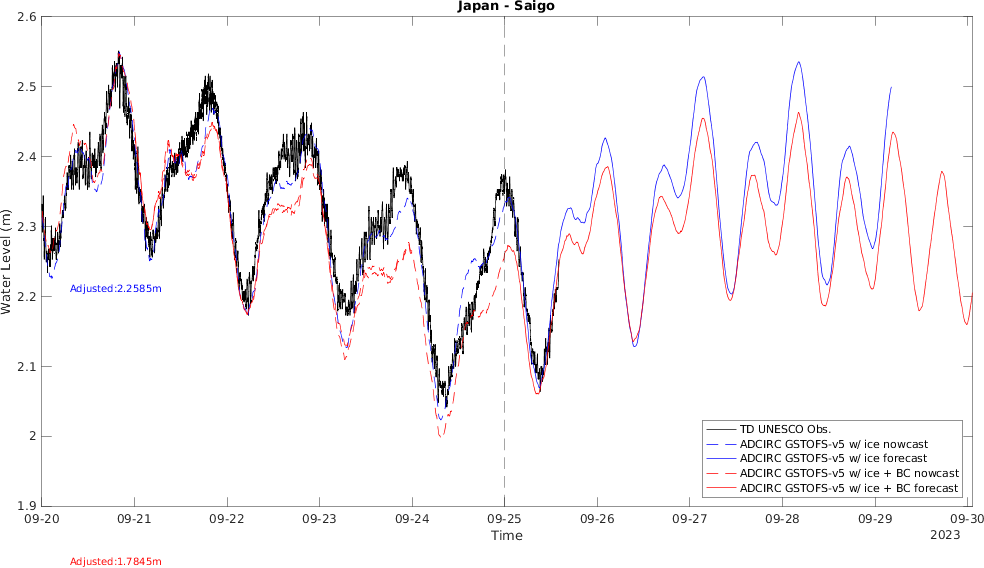 Japan - Saigo
Water Level (m)
2.6
2.5
2.4
2.3
2.2
2.1
2
1.9
Adjusted:2.2585m
TD UNESCO Obs.
ADCIRC GSTOFS-v5 w/ ice nowcast
ADCIRC GSTOFS-v5 w/ ice forecast
ADCIRC GSTOFS-v5 w/ ice + BC nowcast
ADCIRC GSTOFS-v5 w/ ice + BC forecast
09-20 09-21 09-22 09-23 09-24 09-25 09-26 09-27 09-28 09-29 09-30
Time
2023
Adjusted:1.7845m